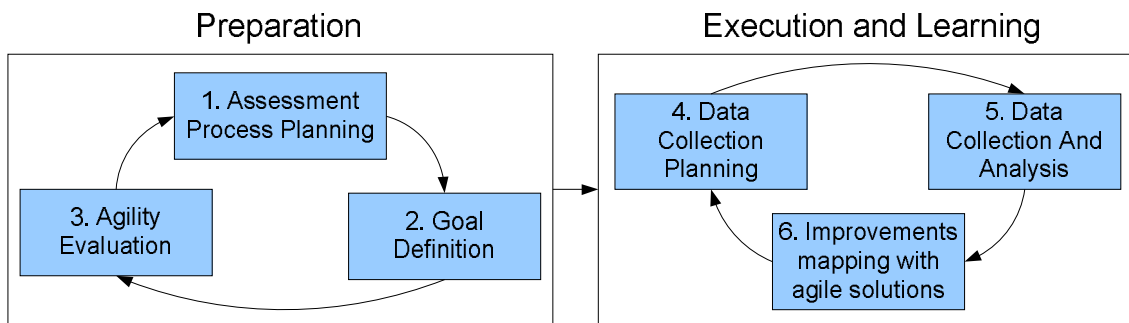 Preparation
1. Assessment
Process Planning
2. Goal
Definition
3. Agility
Evaluation
Execution and Learning
4. Data
Collection
Planning
5. Data
Collection And
Analysis
6. Improvements
mapping with
agile solutions